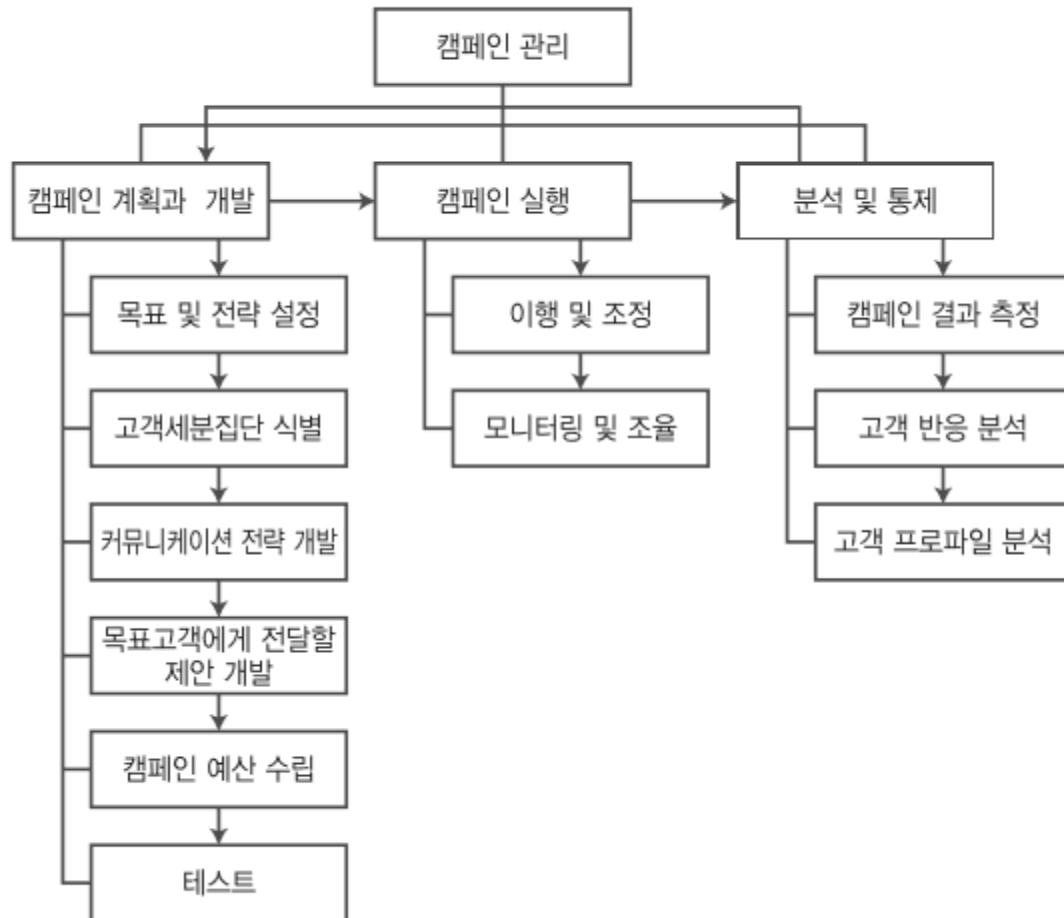 캠페인 관리
캠페인 계획과 개발
캠페인 실행
분석 및 통제
목표 및 전략 설정
이행 및 조정
캠페인 결과 측정
고객세분집단 식별
모니터링 및 조율
고객 반응 분석
커뮤니케이션 전략 개발
고객 프로파일 분석
목표고객에게 전달할
제안 개발
캠페인 예산 수립
테스트